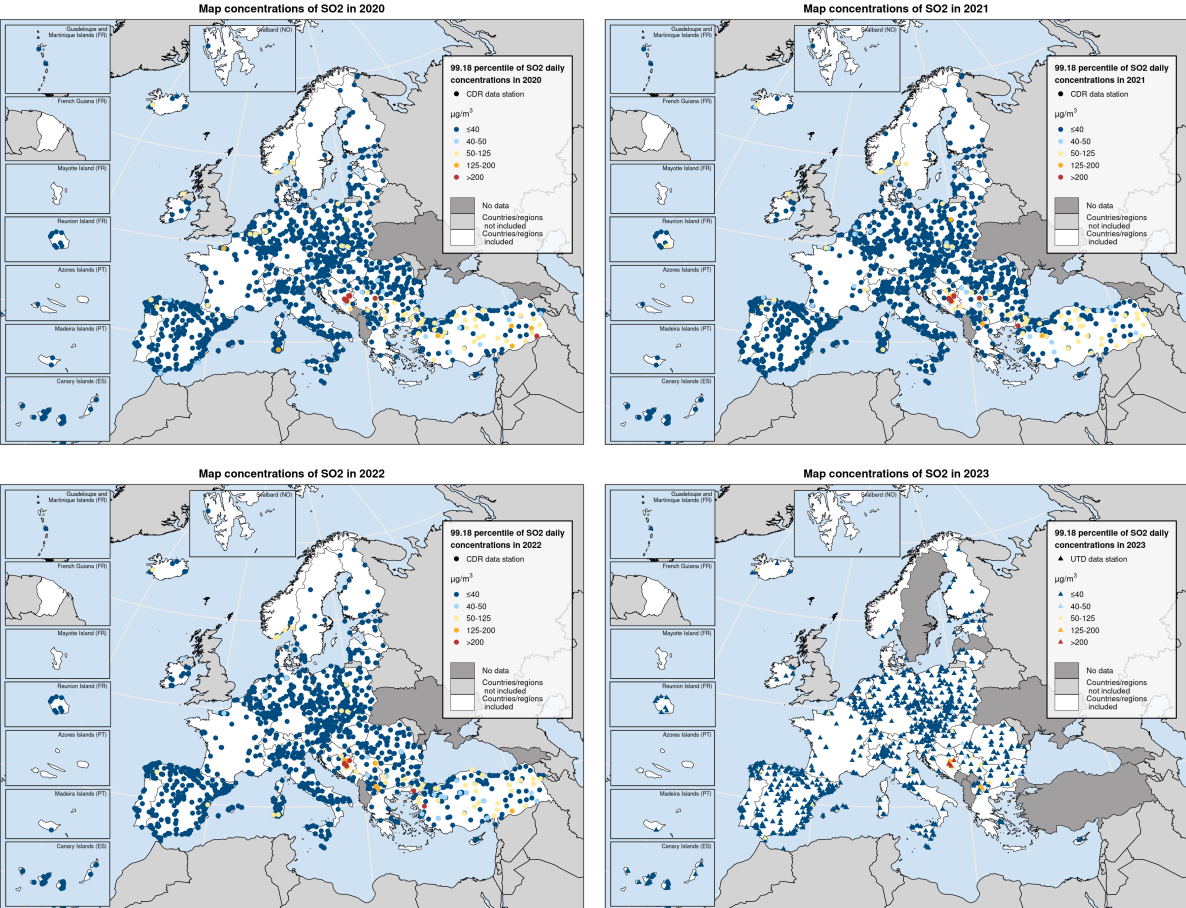 Map concentrations of SO2 in 2020
Guadeloupe and
Martinique Islands (FR)
Svalbard (NO)
French Guiana (FR)
Mayotte Island (FR)
Reunion Island (FR)
Azores Islands (PT)
Madeira Islands (PT)
Canary Islands (ES)
99.18 percentile of SO2 daily
concentrations in 2020
CDR data station
µg/m3
≤40
40-50
50-125
125-200
>200
No data
Countries/regions
not included
Countries/regions
included
Map concentrations of SO2 in 2021
Guadeloupe and
Martinique Islands (FR)
Svalbard (NO)
French Guiana (FR)
Mayotte Island (FR)
Reunion Island (FR)
Azores Islands (PT)
Madeira Islands (PT)
Canary Islands (ES)
99.18 percentile of SO2 daily
concentrations in 2021
CDR data station
µg/m3
≤40
40-50
50-125
125-200
>200
No data
Countries/regions
not included
Countries/regions
included
Map concentrations of SO2 in 2022
Guadeloupe and
Martinique Islands (FR)
Svalbard (NO)
French Guiana (FR)
Mayotte Island (FR)
Reunion Island (FR)
Azores Islands (PT)
Madeira Islands (PT)
Canary Islands (ES)
99.18 percentile of SO2 daily
concentrations in 2022
CDR data station
µg/m3
≤40
40-50
50-125
125-200
>200
No data
Countries/regions
not included
Countries/regions
included
Map concentrations of SO2 in 2023
Guadeloupe and
Martinique Islands (FR)
Svalbard (NO)
French Guiana (FR)
Mayotte Island (FR)
Reunion Island (FR)
Azores Islands (PT)
Madeira Islands (PT)
Canary Islands (ES)
99.18 percentile of SO2 daily
concentrations in 2023
UTD data station
µg/m3
≤40
40-50
50-125
125-200
>200
No data
Countries/regions
not included
Countries/regions
included